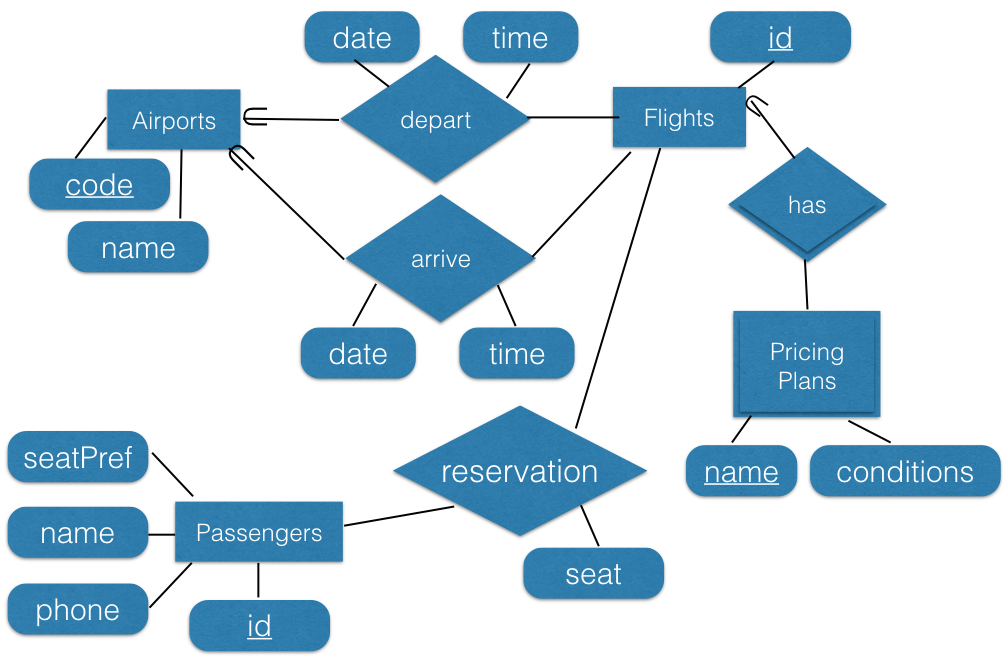 date
time
id
Airports
depart
Flights
code
name
has
arrive
date
time
Pricing
Plans
seatPref
reservation
name
conditions
name
Passengers
seat
phone
id